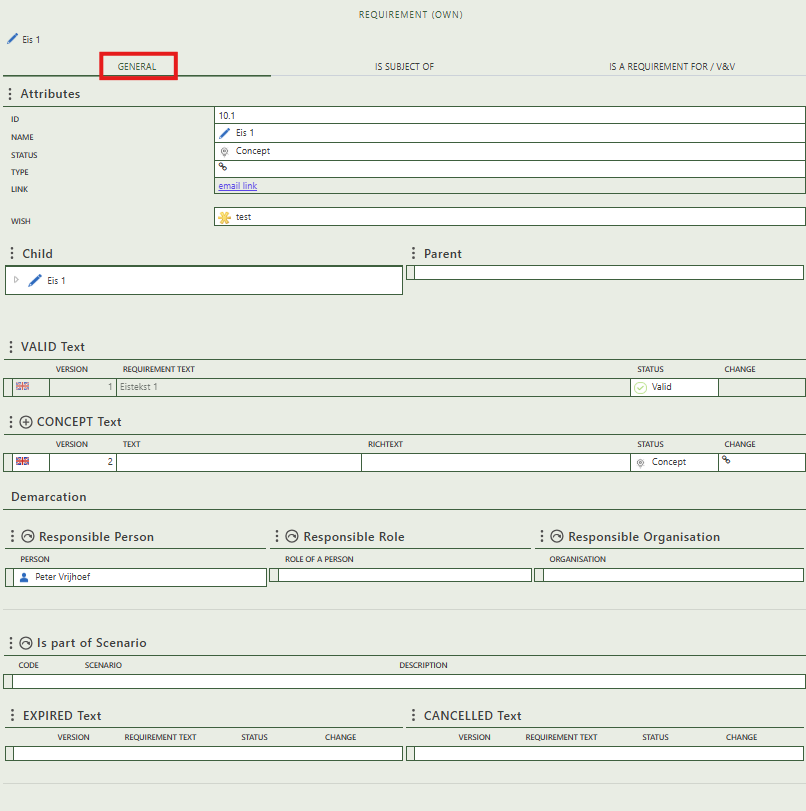 REQUIREMENT (OWN)
Eis 1
GENERAL IS SUBJECT OF IS A REQUIREMENT FOR / V&V
Attributes
ID 10.1
NAME Eis 1
STATUS Concept
TYPE
LINK email link
WISH test
Child Parent
Eis 1
VALID Text
VERSION REQUIREMENT TEXT STATUS CHANGE
1 Eistekst 1 Valid
CONCEPT Text
VERSION TEXT RICHTEXT STATUS CHANGE
2 Concept
Demarcation
Responsible Person Responsible Role Responsible Organisation
PERSON ROLE OF A PERSON ORGANISATION
Peter Vrijhoef
Is part of Scenario
CODE SCENARIO DESCRIPTION
EXPIRED Text CANCELLED Text
VERSION REQUIREMENT TEXT STATUS CHANGE VERSION REQUIREMENT TEXT STATUS CHANGE